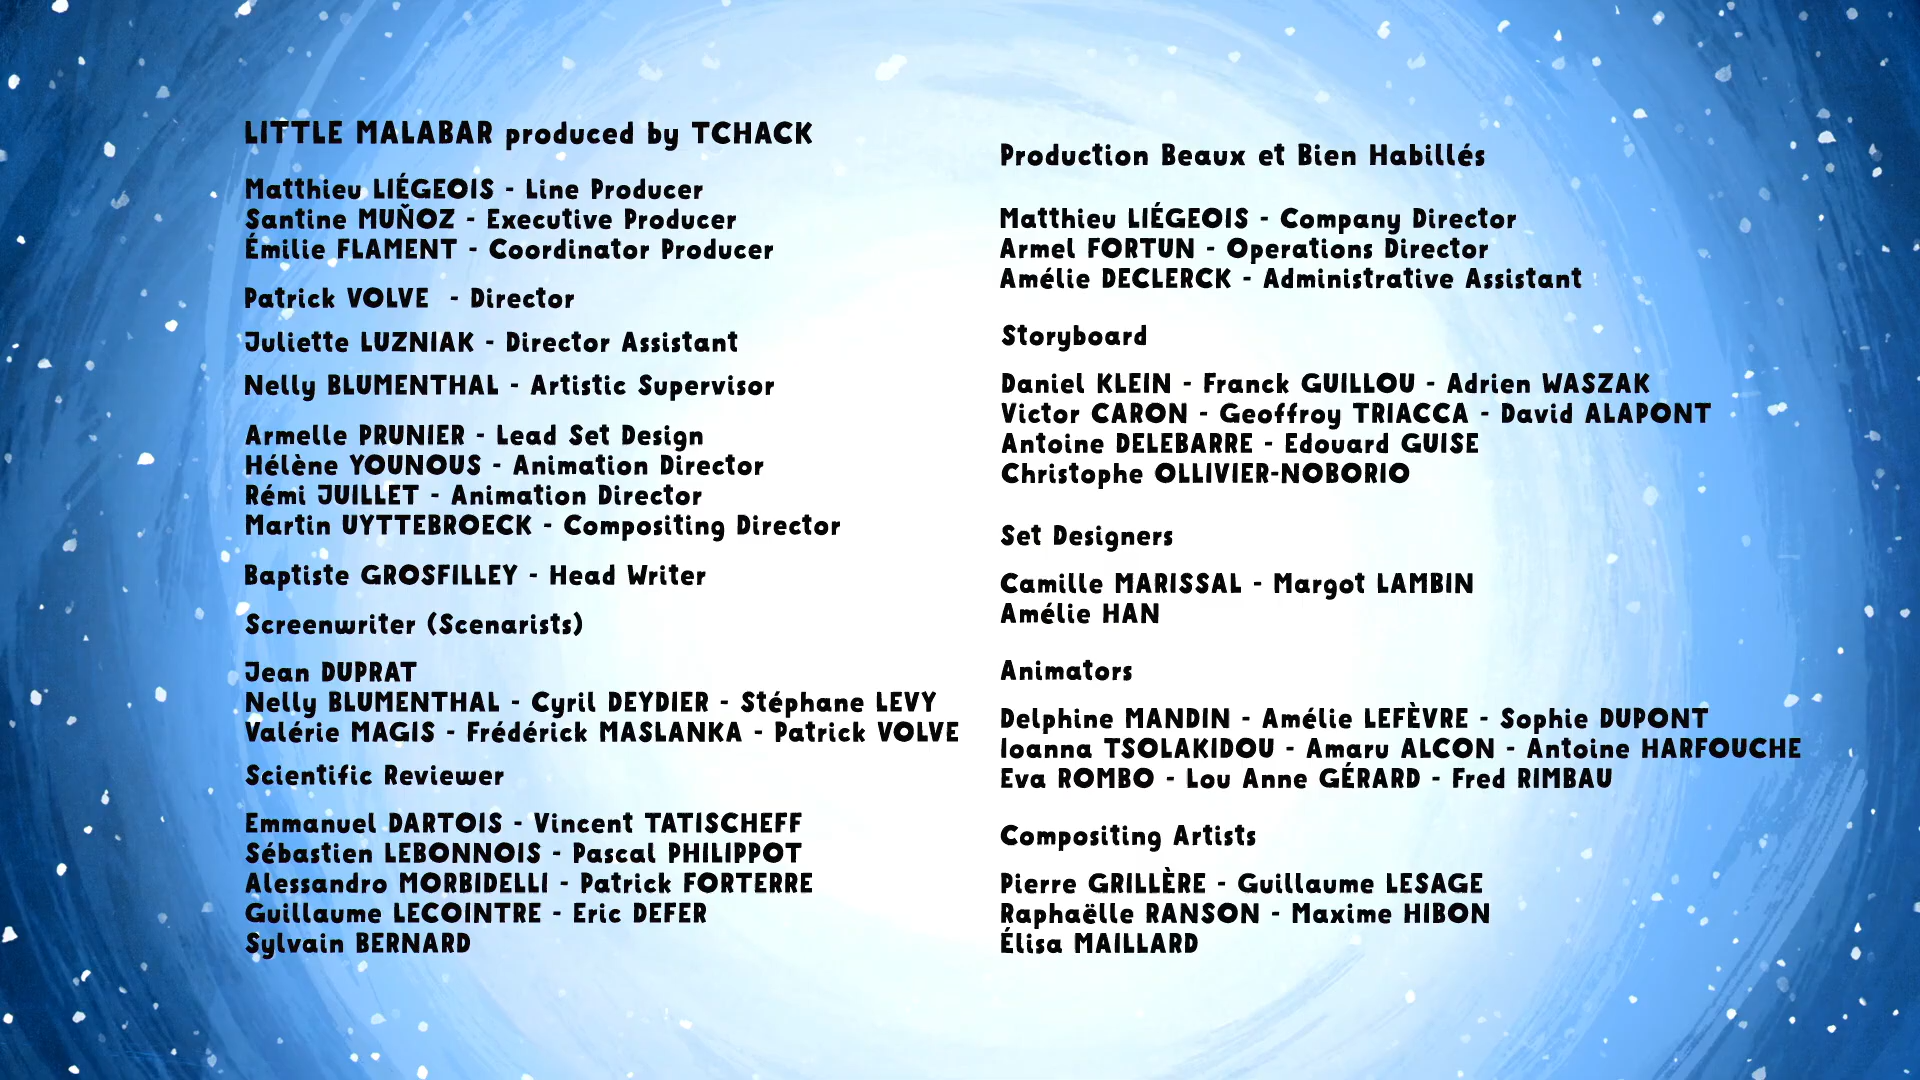 LITTLE MALABAR produced by TCHACK
Matthieu LIÉGEOIS - Line Producer
Santine MUÑOZ - Executive Producer
Émilie FLAMENT - Coordinator Producer
Patrick VOLVE - Director
Juliette LUZNIAK - Director Assistant
Nelly BLUMENTHAL - Artistic Supervisor
Armelle PRUNIER - Lead Set Design
Hélène YOUNOUS - Animation Director
Rémi JUILLET - Animation Director
Martin UYTTEBROECK - Compositing Director
Baptiste GROSFILLEY - Head Writer
Screenwriter (Scenarists)
Jean DUPRAT
Nelly BLUMENTHAL - Cyril DEYDIER - Stéphane LEVY
Valérie MAGIS - Frédérick MASLANKA - Patrick VOLVE
Scientific Reviewer
Emmanuel DARTOIS - Vincent TATISCHEFF
Sébastien LEBONNOIS - Pascal PHILIPPOT
Alessandro MORBIDELLI - Patrick FORTERRE
Guillaume LECOINTRE - Eric DEFER
Sylvain BERNARD
Production Beaux et Bien Habillés
Matthieu LIÉGEOIS - Company Director
Armel FORTUN - Operations Director
Amélie DECLERCK - Administrative Assistant
Storyboard
Daniel KLEIN - Franck GUILLOU - Adrien WASZAK
Victor CARON - Geoffroy TRIACCA - David ALAPONT
Antoine DELEBARRE - Edouard GUISE
Christophe OLLIVIER-NOBORIO
Set Designers
Camille MARISSAL - Margot LAMBIN
Amélie HAN
Animators
Delphine MANDIN - Amélie LEFÈVRE - Sophie DUPONT
Ioanna TSOLAKIDOU - Amaru ALCON - Antoine HARFOUCHE
Eva ROMBO - Lou Anne GÉRARD - Fred RIMBAU
Compositing Artists
Pierre GRILLÈRE - Guillaume LESAGE
Raphaëlle RANSON - Maxime HIBON
Élisa MAILLARD